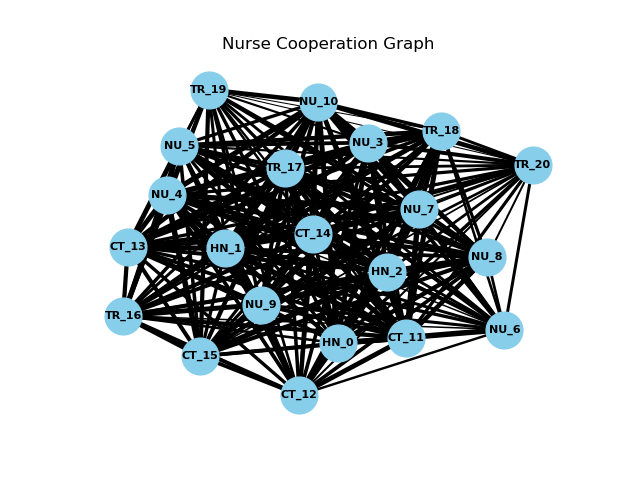 Nurse Cooperation Graph
TR_19
NU_10
TR_18
NU_3
NU_5
TR_20
TR_17
NU_4
NU_7
CT_14
CT_13
HN_1
NU_8
HN_2
NU_9
TR_16
NU_6
CT_11
HN_0
CT_15
CT_12